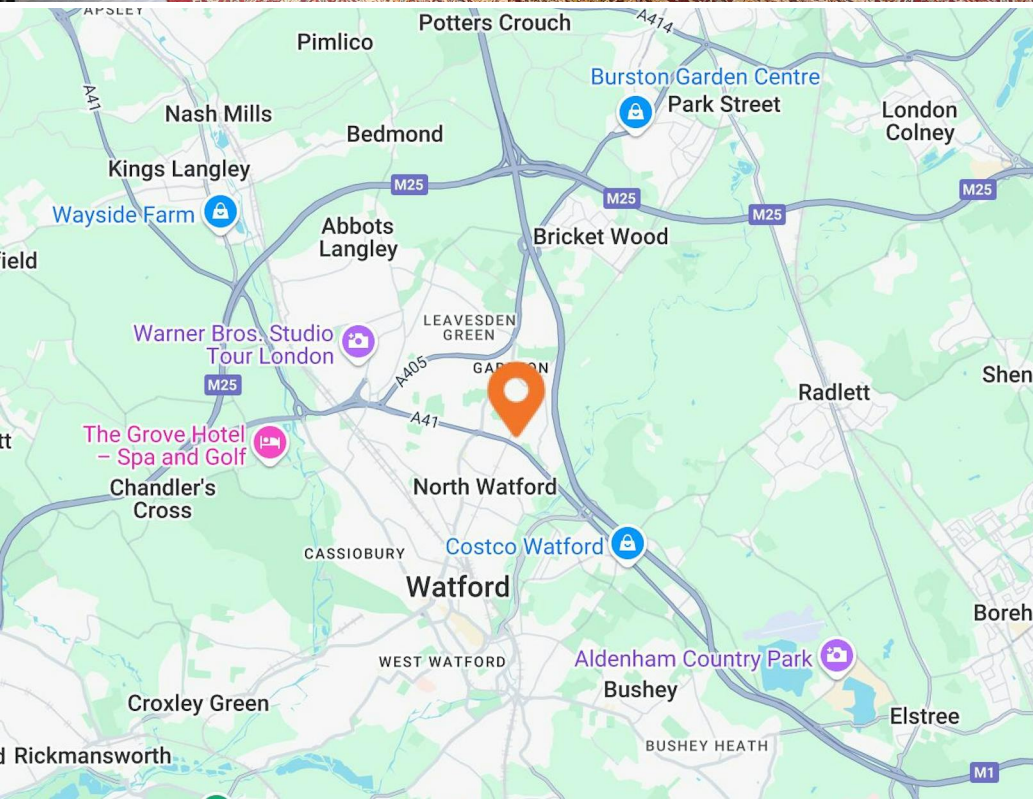 APSLEY
Potters Crouch
A414
Pimlico
Burston Garden Centre
A41
Park Street
Nash Mills
London
Colney
Bedmond
Kings Langley
M25
M25
M25
M25
Wayside Farm
Abbots
Langley
Bricket Wood
ield
LEAVESDEN
GREEN
Warner Bros. Studio
Tour London
A405
Shen
M25
Radlett
A41
The Grove Hotel
– Spa and Golf
tt
North Watford
Chandler's
Cross
CASSIOBURY
Costco Watford
Watford
Boreh
WEST WATFORD
Aldenham Country Park
Bushey
Croxley Green
Elstree
BUSHEY HEATH
d Rickmansworth
M1